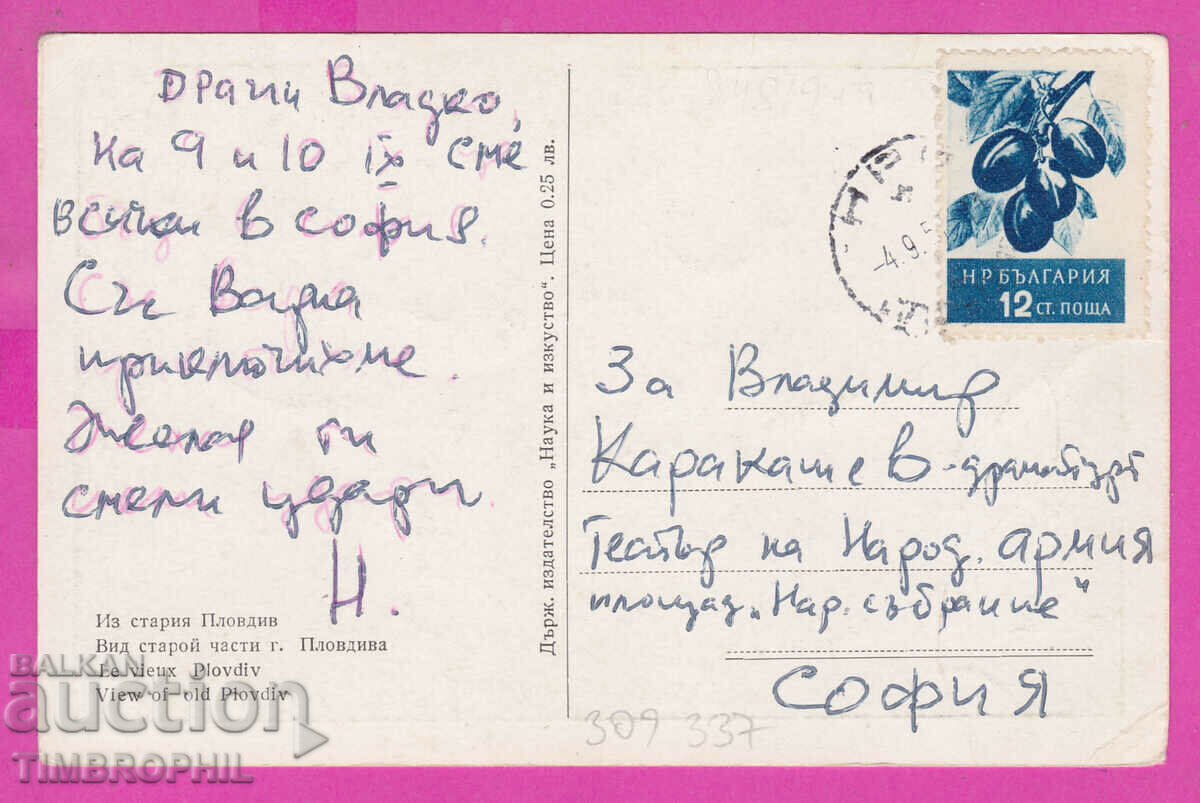 Драги Владко,
на 9 и 10 IX сме
всички в София.
Със
приключихме.
Желая ти
смели удари
Н.
Из стария Пловдив
Вид старой части г. Пловдива
Le vieux Plovdiv
View of old Plovdiv
Държ. издателство „Наука и изкуство“. Цена 0.25 лв.
НР БЪЛГАРИЯ
12 СТ. ПОЩА
-4.9.5
За Владимир
Каракашев - драматург
Театър на Народ. армия
площад „Нар. събрание“
София
309 337
BALKAN
auction
TIMBROPHIL